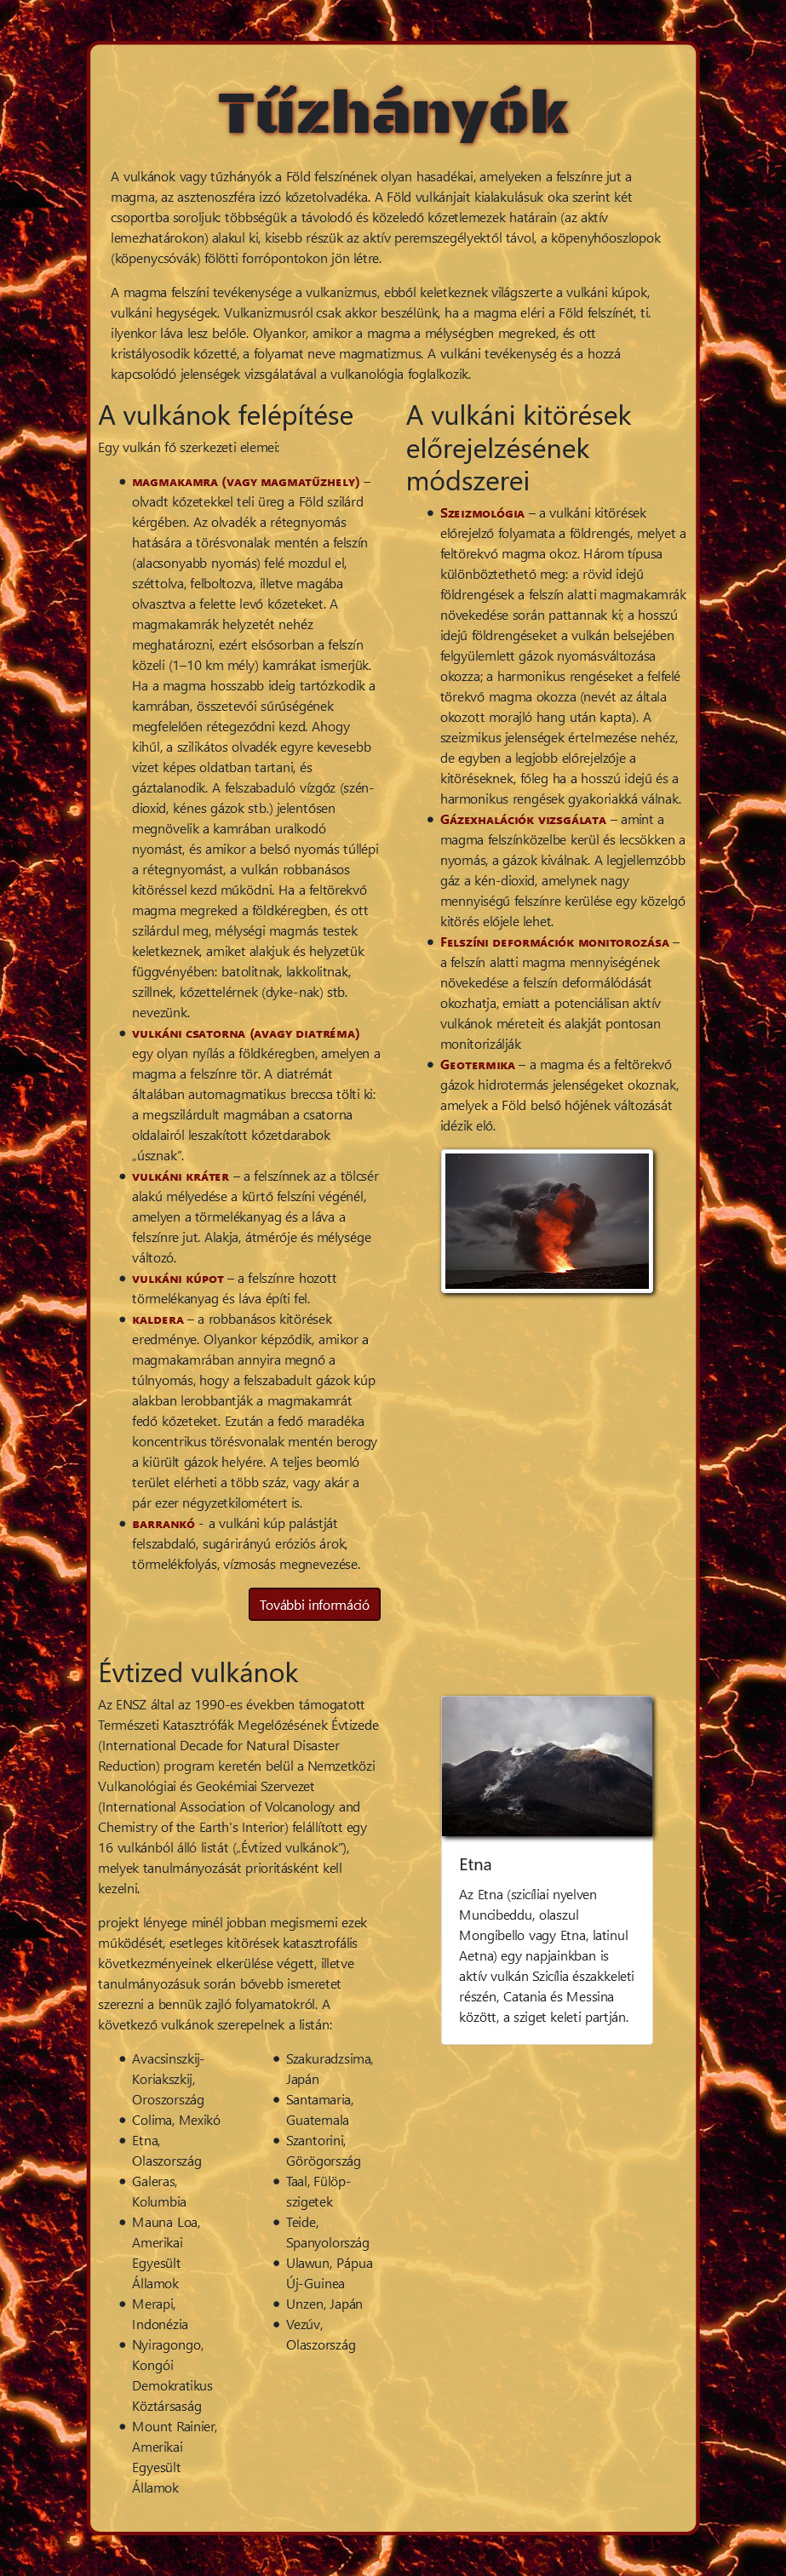 Tűzhányók
A vulkánok vagy tűzhányók a Föld felszínének olyan hasadékai, amelyeken a felszínre jut a
magma, az asztenoszféra izzó kőzetolvadéka. A Föld vulkánjait kialakulásuk oka szerint két
csoportba soroljuk: többségük a távolodó és közeledő kőzetlemezek határain (az aktív
lemezhatárokon) alakul ki, kisebb részük az aktív peremszegélyektől távol, a köpenyhőoszlopok
(köpenycsóvák) fölötti forrópontokon jön létre.
A magma felszíni tevékenysége a vulkanizmus, ebből keletkeznek világszerte a vulkáni kúpok,
vulkáni hegységek. Vulkanizmusról csak akkor beszélünk, ha a magma eléri a Föld felszínét, ti.
ilyenkor láva lesz belőle. Olyankor, amikor a magma a mélységben megreked, és ott
kristályosodik kőzetté, a folyamat neve magmatizmus. A vulkáni tevékenység és a hozzá
kapcsolódó jelenségek vizsgálatával a vulkanológia foglalkozik.
A vulkánok felépítése
Egy vulkán fő szerkezeti elemei:
magmakamra (vagy magmatűzhely) –
olvadt kőzetekkel teli üreg a Föld szilárd
kérgében. Az olvadék a rétegnyomás
hatására a törésvonalak mentén a felszín
(alacsonyabb nyomás) felé mozdul el,
széttolva, felboltozva, illetve magába
olvasztva a felette levő kőzeteket. A
magmakamrák helyzetét nehéz
meghatározni, ezért elsősorban a felszín
közeli (1–10 km mély) kamrákat ismerjük.
Ha a magma hosszabb ideig tartózkodik a
kamrában, összetevői sűrűségének
megfelelően rétegeződni kezd. Ahogy
kihűl, a szilikátos olvadék egyre kevesebb
vizet képes oldatban tartani, és
gáztalanodik. A felszabaduló vízgőz (szén-
dioxid, kénes gázok stb.) jelentősen
megnövelik a kamrában uralkodó
nyomást, és amikor a belső nyomás túllépi
a rétegnyomást, a vulkán robbanásos
kitöréssel kezd működni. Ha a feltörekvő
magma megreked a földkéregben, és ott
szilárdul meg, mélységi magmás testek
keletkeznek, amiket alakjuk és helyzetük
függvényében: batolitnak, lakkolitnak,
szillnek, kőzettelérnek (dyke-nak) stb.
nevezünk.
vulkáni csatorna (avagy diatréma)
egy olyan nyílás a földkéregben, amelyen a
magma a felszínre tör. A diatrémát
általában automagmatikus breccsa tölti ki:
a megszilárdult magmában a csatorna
oldalairól leszakított kőzetdarabok
„úsznak”.
vulkáni kráter – a felszínnek az a tölcsér
alakú mélyedése a kürtő felszíni végénél,
amelyen a törmelékanyag és a láva a
felszínre jut. Alakja, átmérője és mélysége
változó.
vulkáni kúpot – a felszínre hozott
törmelékanyag és láva építi fel.
kaldera – a robbanásos kitörések
eredménye. Olyankor képződik, amikor a
magmakamrában annyira megnő a
túlnyomás, hogy a felszabadult gázok kúp
alakban lerobbantják a magmakamrát
fedő kőzeteket. Ezután a fedő maradéka
koncentrikus törésvonalak mentén berogy
a kiürült gázok helyére. A teljes beomló
terület elérheti a több száz, vagy akár a
pár ezer négyzetkilométert is.
barrankó - a vulkáni kúp palástját
felszabdaló, sugárirányú eróziós árok,
törmelékfolyás, vízmosás megnevezése.
További információ
A vulkáni kitörések
előrejelzésének
módszerei
Szeizmológia – a vulkáni kitörések
előrejelző folyamata a földrengés, melyet a
feltörekvő magma okoz. Három típusa
különböztethető meg: a rövid idejű
földrengések a felszín alatti magmakamrák
növekedése során pattannak ki; a hosszú
idejű földrengéseket a vulkán belsejében
felgyülemlett gázok nyomásváltozása
okozza; a harmonikus rengéseket a felfelé
törekvő magma okozza (nevét az általa
okozott morajló hang után kapta). A
szeizmikus jelenségek értelmezése nehéz,
de egyben a legjobb előrejelzője a
kitöréseknek, főleg ha a hosszú idejű és a
harmonikus rengések gyakoriakká válnak.
Gázexhalációk vizsgálata – amint a
magma felszínközelbe kerül és lecsökken a
nyomás, a gázok kiválnak. A legjellemzőbb
gáz a kén-dioxid, amelynek nagy
mennyiségű felszínre kerülése egy közelgő
kitörés előjele lehet.
Felszíni deformációk monitorozása –
a felszín alatti magma mennyiségének
növekedése a felszín deformálódását
okozhatja, emiatt a potenciálisan aktív
vulkánok méreteit és alakját pontosan
monitorizálják
Geotermika – a magma és a feltörekvő
gázok hidrotermás jelenségeket okoznak,
amelyek a Föld belső hőjének változását
idézik elő.
Évtized vulkánok
Az ENSZ által az 1990-es években támogatott
Természeti Katasztrófák Megelőzésének Évtizede
(International Decade for Natural Disaster
Reduction) program keretén belül a Nemzetközi
Vulkanológiai és Geokémiai Szervezet
(International Association of Volcanology and
Chemistry of the Earth's Interior) felállított egy
16 vulkánból álló listát („Évtized vulkánok”),
melyek tanulmányozását prioritásként kell
kezelni.
projekt lényege minél jobban megismerni ezek
működését, esetleges kitörések katasztrofális
következményeinek elkerülése végett, illetve
tanulmányozásuk során bővebb ismeretet
szerezni a bennük zajló folyamatokról. A
következő vulkánok szerepelnek a listán:
Avacsinszkij-
Koriakszkij,
Oroszország
Colima, Mexikó
Etna,
Olaszország
Galeras,
Kolumbia
Mauna Loa,
Amerikai
Egyesült
Államok
Merapi,
Indonézia
Nyiragongo,
Kongói
Demokratikus
Köztársaság
Mount Rainier,
Amerikai
Egyesült
Államok
Szakuradzsima,
Japán
Santamaria,
Guatemala
Szantorini,
Görögország
Taal, Fülöp-
szigetek
Teide,
Spanyolország
Ulawun, Pápua
Új-Guinea
Unzen, Japán
Vezúv,
Olaszország
Etna
Az Etna (szicíliai nyelven
Muncibeddu, olaszul
Mongibello vagy Etna, latinul
Aetna) egy napjainkban is
aktív vulkán Szicília északkeleti
részén, Catania és Messina
között, a sziget keleti partján.